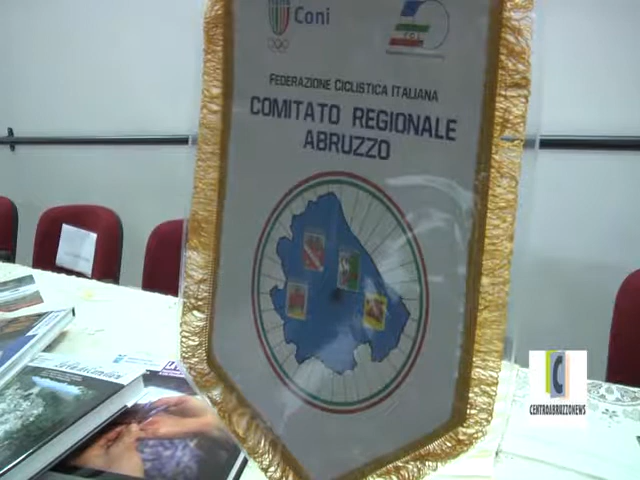 Coni
FEDERAZIONE CICLISTICA ITALIANA
COMITATO REGIONALE
ABRUZZO
CENTROABRUZZONEWS